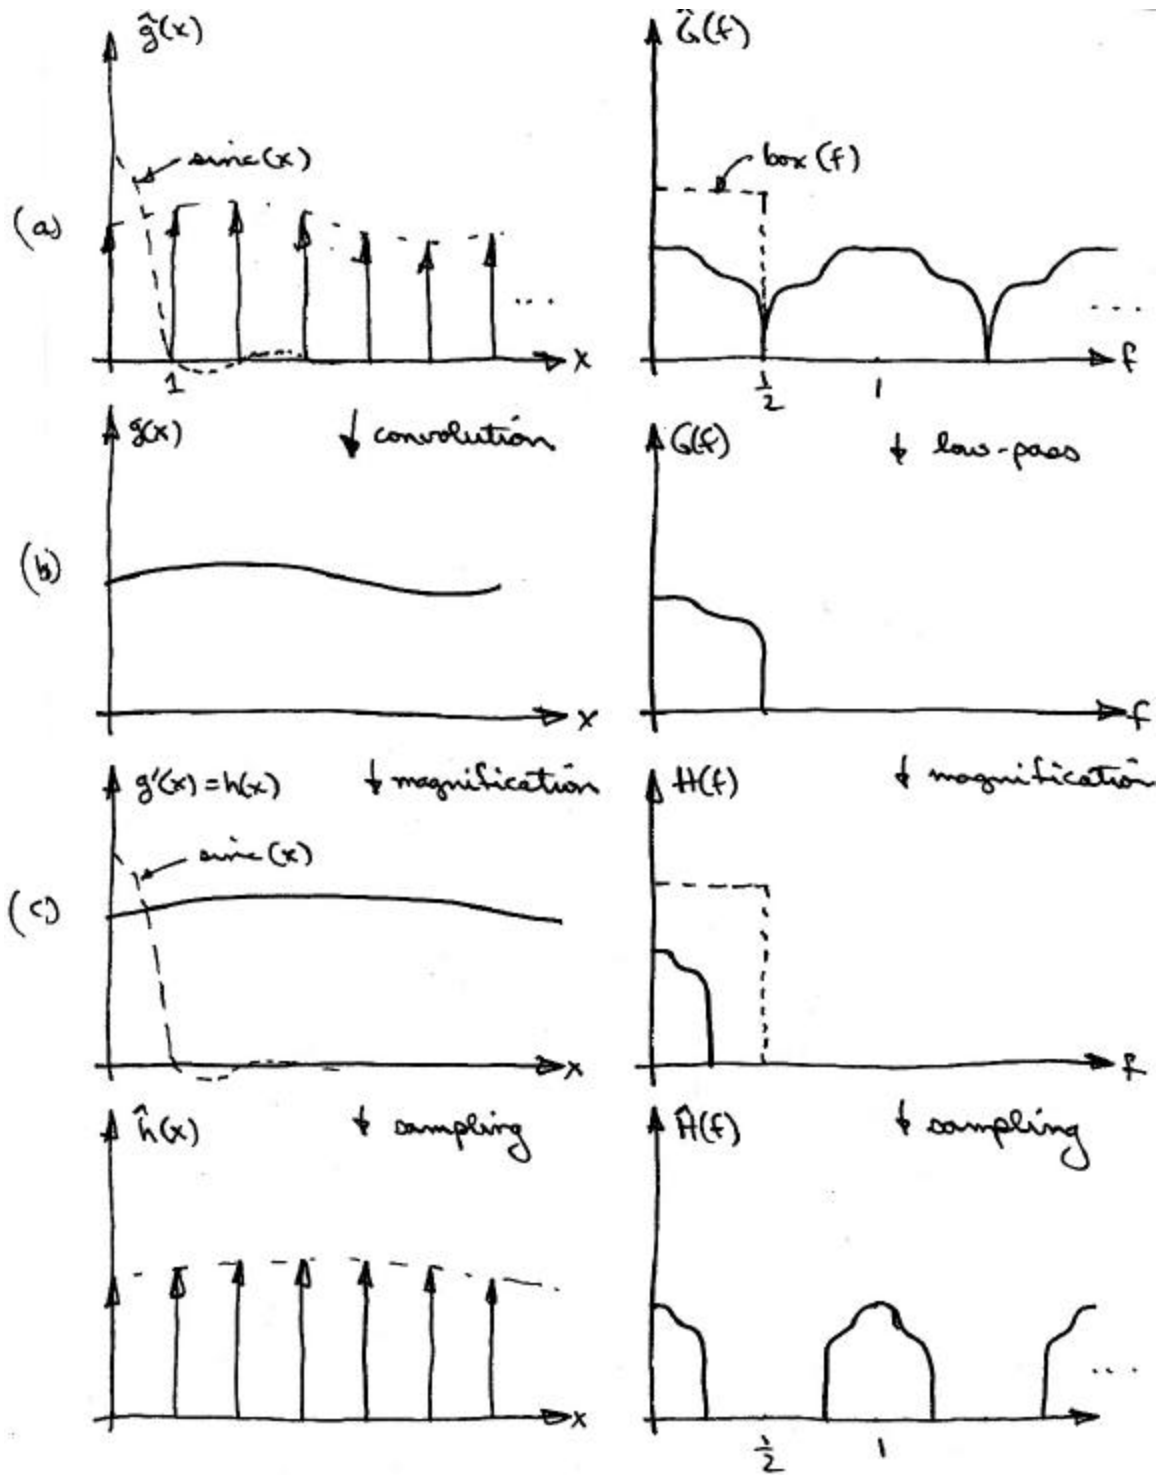 ĝ(x)
Ĝ(f)
sinc(x)
box(f)
(a)
...
...
x
f
1
1/2
1
g(x)
↓ convolution
G(f)
↓ low-pass
(b)
x
f
g'(x) = h(x)
↓ magnification
H(f)
↓ magnification
sinc(x)
(c)
x
f
ĥ(x)
↓ sampling
Ĥ(f)
↓ sampling
...
x
1/2
1